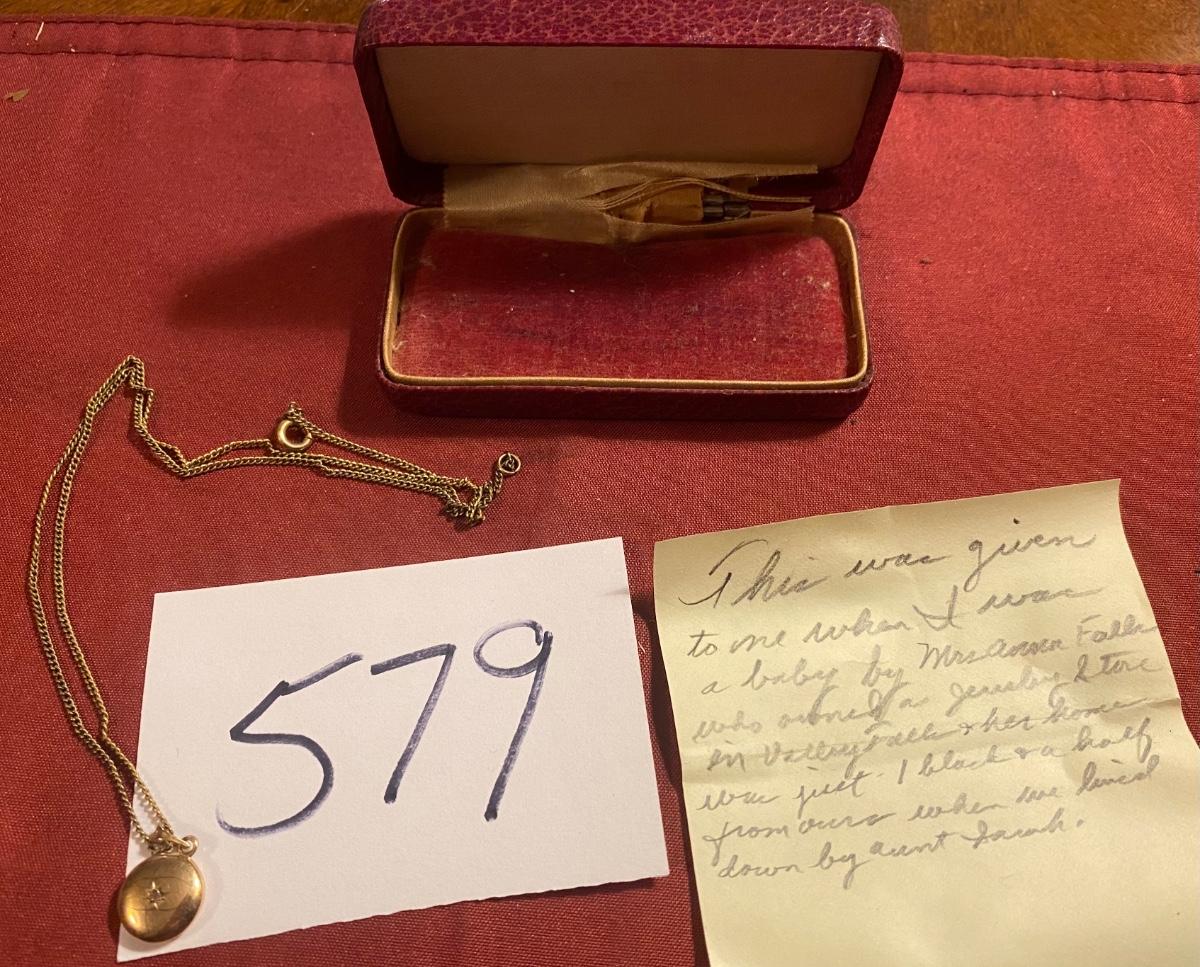 579
This was given
to me when I was
a baby by Mrs Anna Falls
who owned a Jewelry Store
in Valley Falls & her home
was just 1 block & a half
from ours when we lived
down by aunt Sarah.